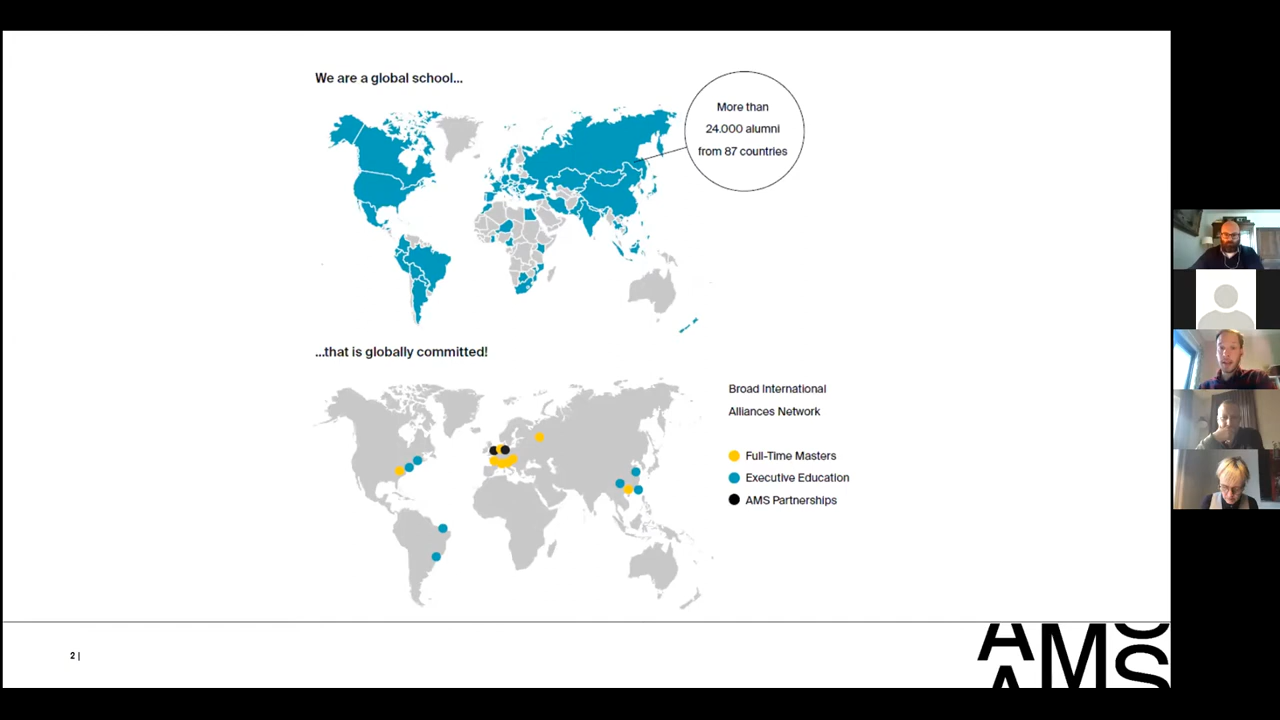 We are a global school...
More than
24.000 alumni
from 87 countries
...that is globally committed!
Broad International
Alliances Network
Full-Time Masters
Executive Education
AMS Partnerships
2 |
AMS